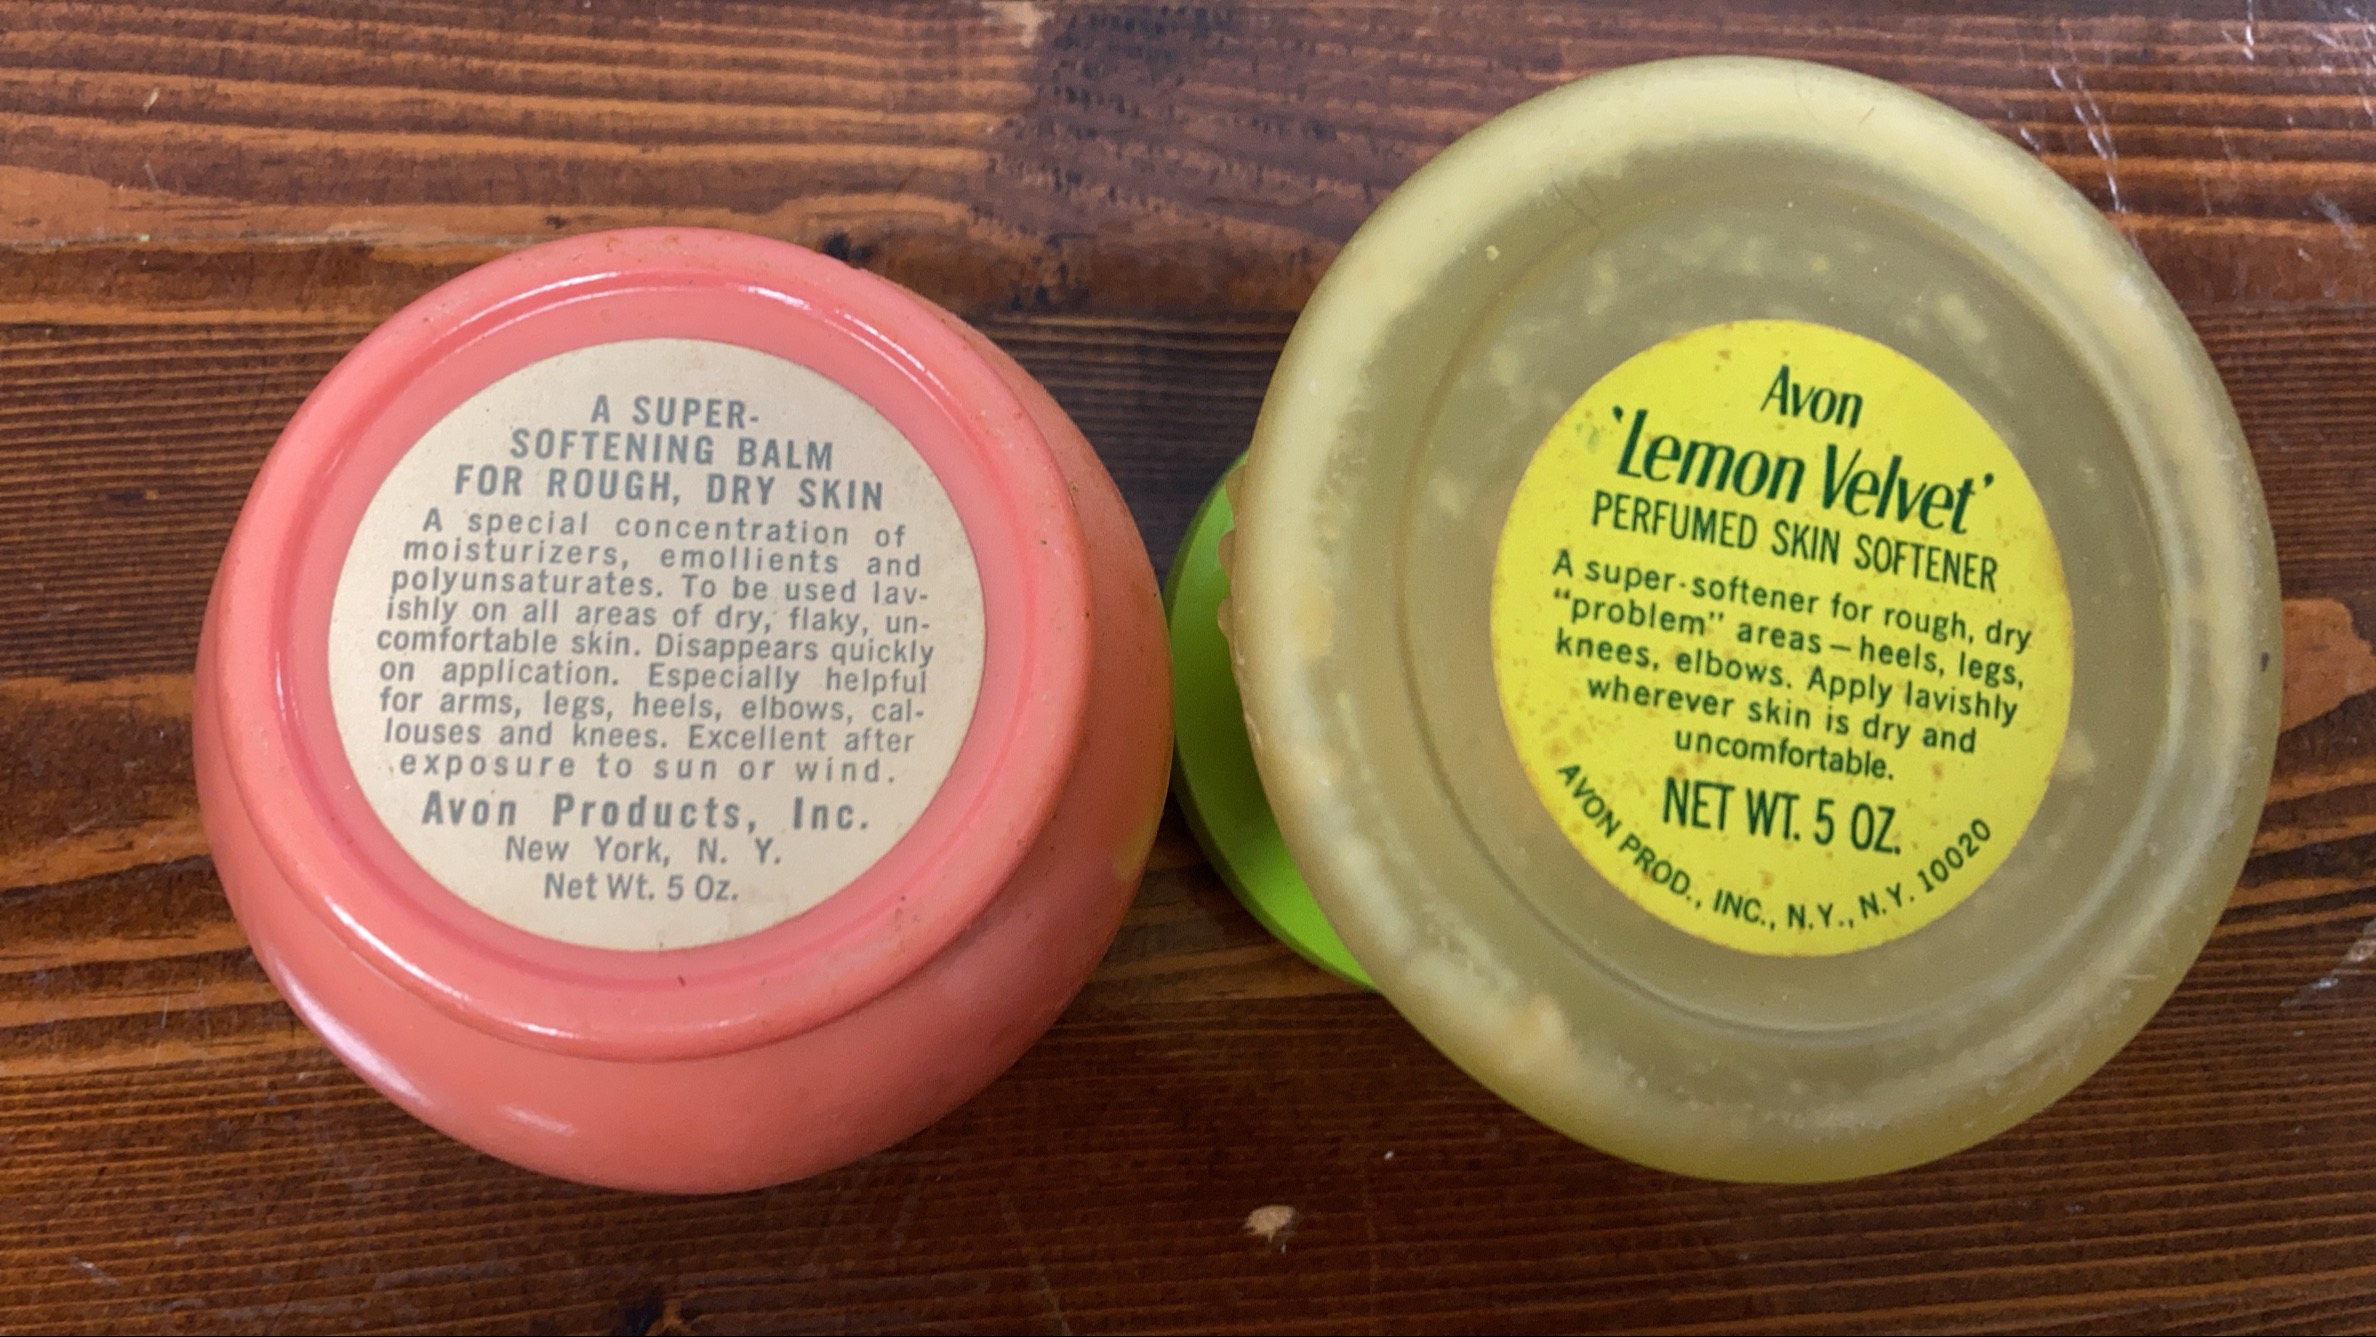 A SUPER-
SOFTENING BALM
FOR ROUGH, DRY SKIN
A special concentration of
moisturizers, emollients and
polyunsaturates. To be used lav-
ishly on all areas of dry, flaky, un-
comfortable skin. Disappears quickly
on application. Especially helpful
for arms, legs, heels, elbows, cal-
louses and knees. Excellent after
exposure to sun or wind.
Avon Products, Inc.
New York, N. Y.
Net Wt. 5 Oz.
Avon
'Lemon Velvet'
PERFUMED SKIN SOFTENER
A super-softener for rough, dry
"problem" areas — heels, legs,
knees, elbows. Apply lavishly
wherever skin is dry and
uncomfortable.
NET WT. 5 OZ.
AVON PROD., INC., N.Y., N.Y. 10020